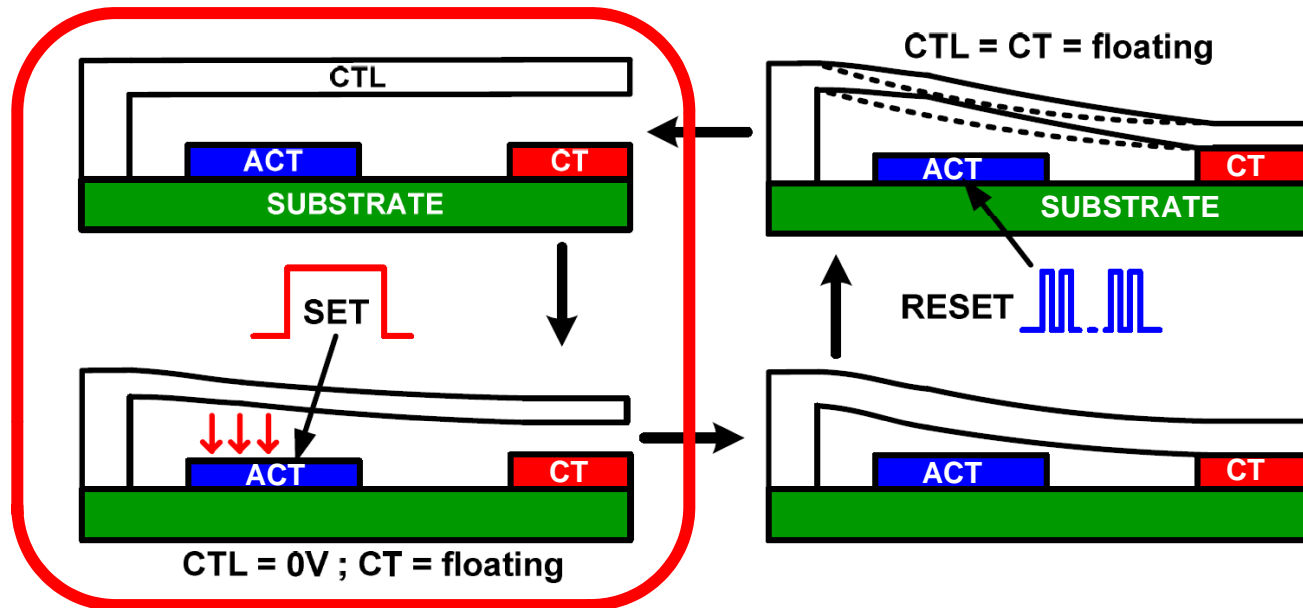 CTL
ACT
CT
SUBSTRATE
SET
ACT
CT
CTL = 0V ; CT = floating
CTL = CT = floating
ACT
CT
SUBSTRATE
RESET
ACT
CT